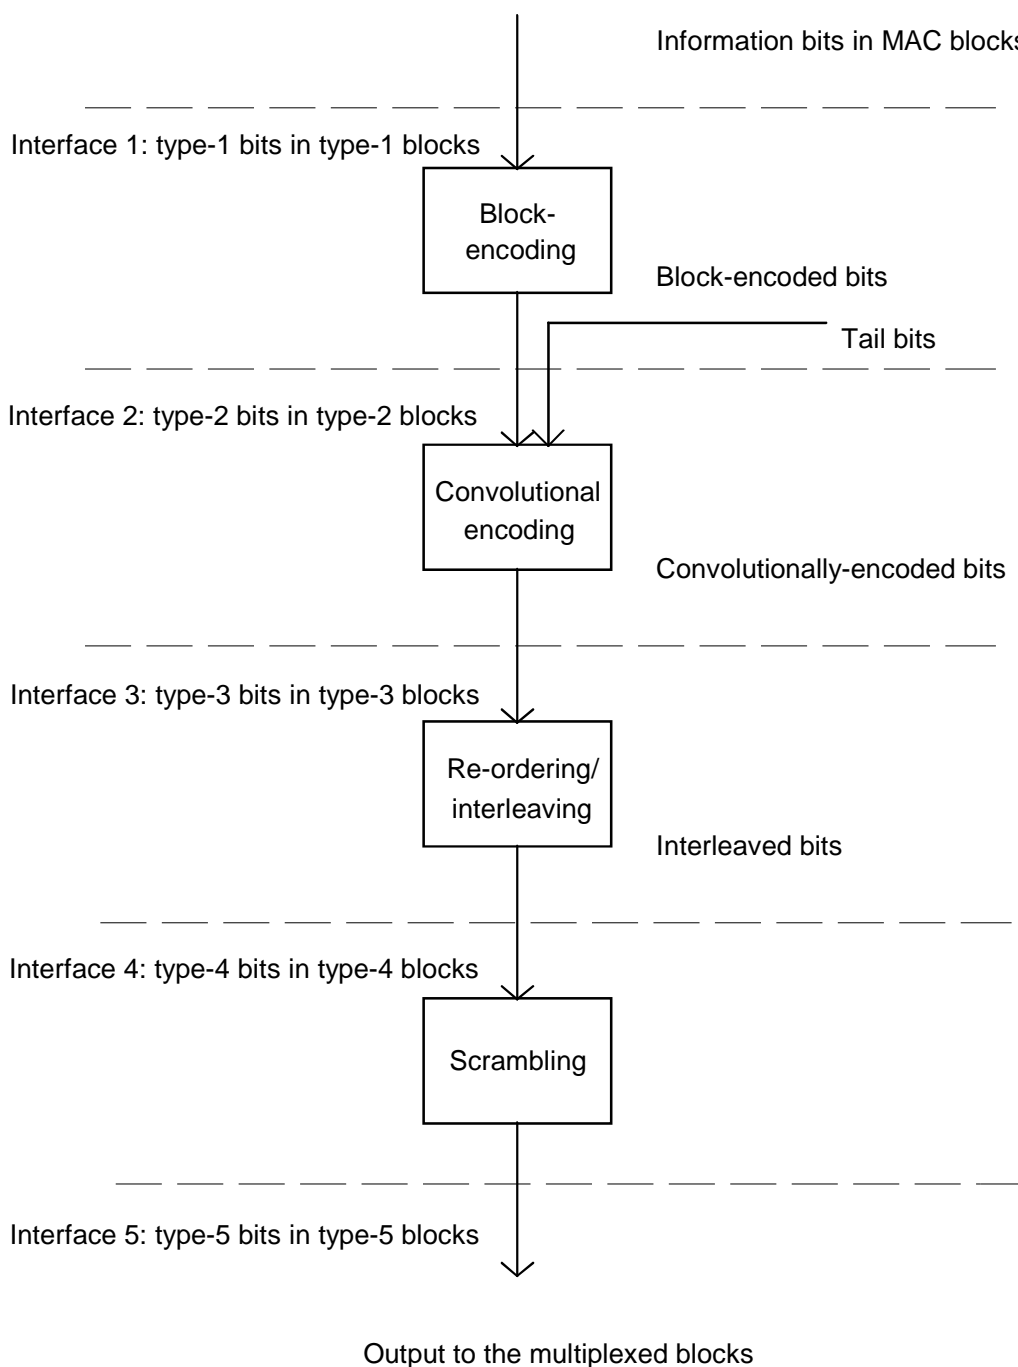 Information bits in MAC blocks
Interface 1: type-1 bits in type-1 blocks
Block-
encoding
Block-encoded bits
Tail bits
Interface 2: type-2 bits in type-2 blocks
Convolutional
encoding
Convolutionally-encoded bits
Interface 3: type-3 bits in type-3 blocks
Re-ordering/
interleaving
Interleaved bits
Interface 4: type-4 bits in type-4 blocks
Scrambling
Interface 5: type-5 bits in type-5 blocks
Output to the multiplexed blocks